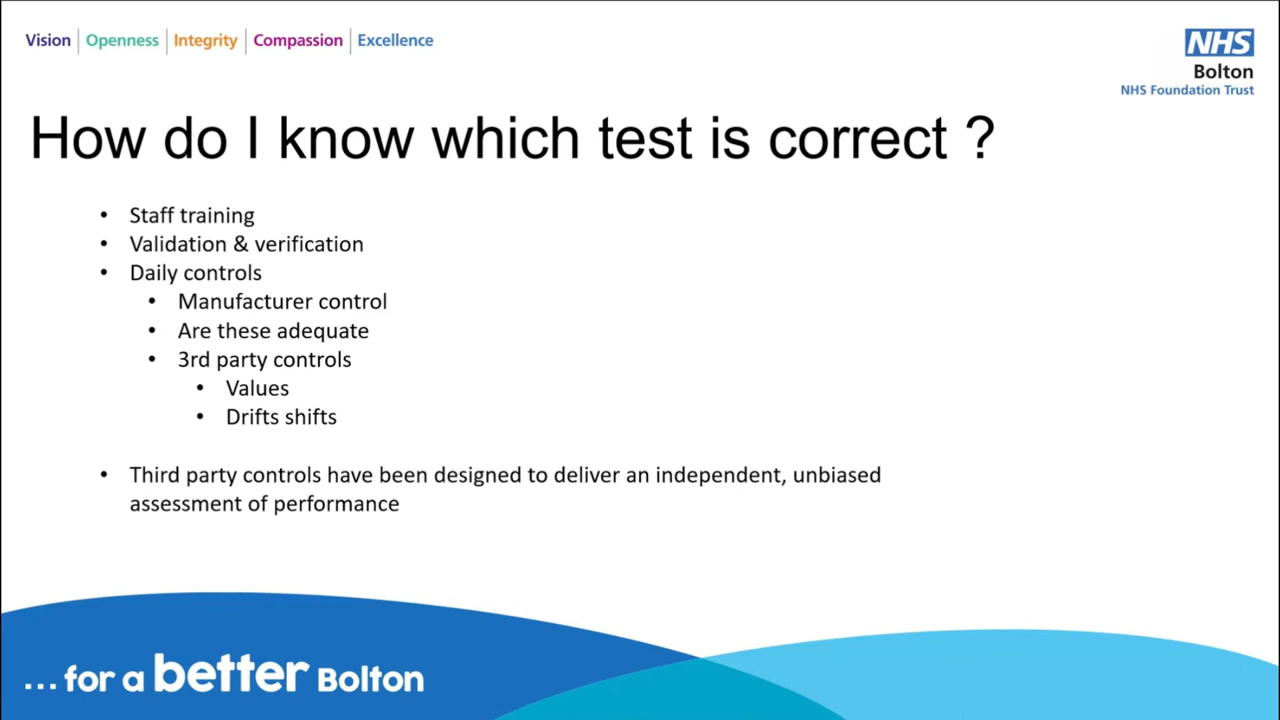 Vision Openness Integrity Compassion Excellence
NHS
Bolton
NHS Foundation Trust
How do I know which test is correct ?
• Staff training
• Validation & verification
• Daily controls
• Manufacturer control
• Are these adequate
• 3rd party controls
• Values
• Drifts shifts
• Third party controls have been designed to deliver an independent, unbiased
assessment of performance
...for a better Bolton